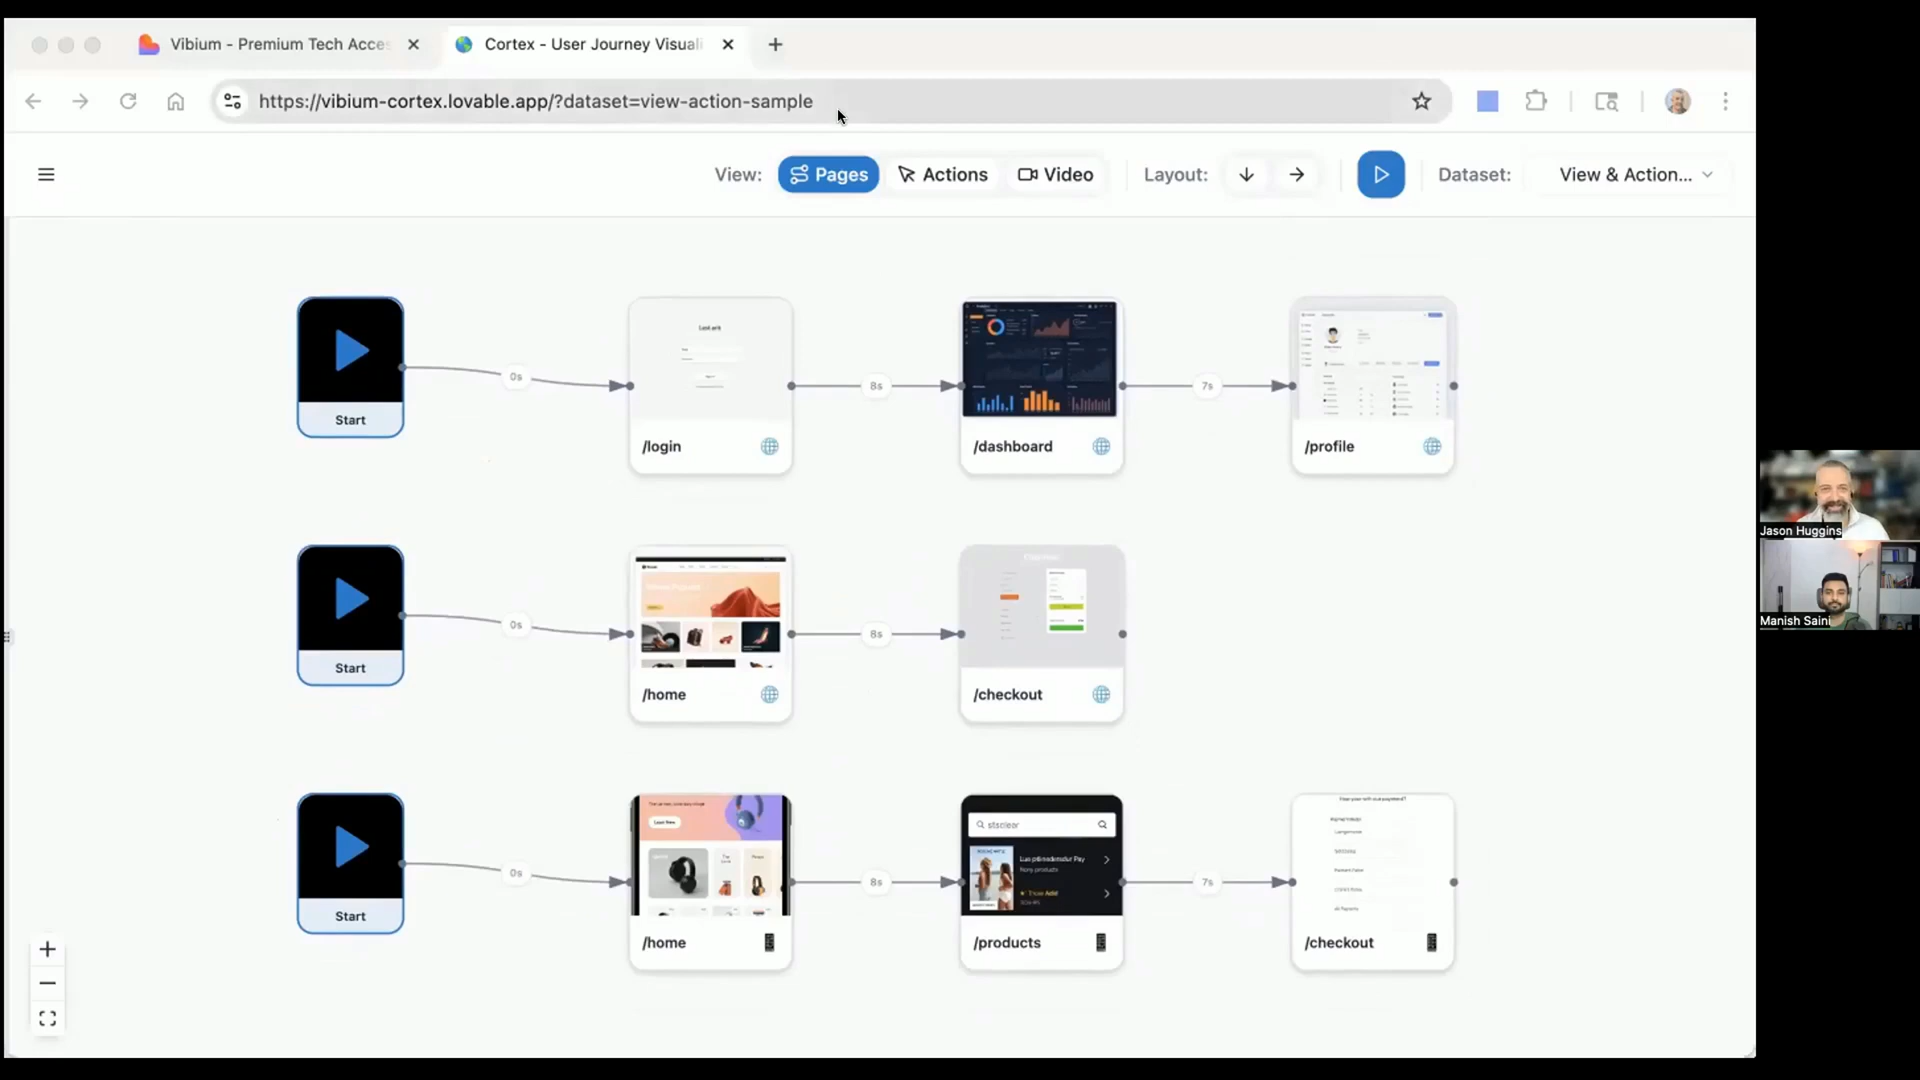 Vibium - Premium Tech Acces
Cortex - User Journey Visuali
https://vibium-cortex.lovable.app/?dataset=view-action-sample
View:
Pages
Actions
Video
Layout:
Dataset:
View & Action...
Start
0s
/login
8s
/dashboard
7s
/profile
Start
0s
/home
8s
/checkout
Start
0s
/home
8s
stsclear
/products
7s
/checkout
Jason Huggins
Manish Saini